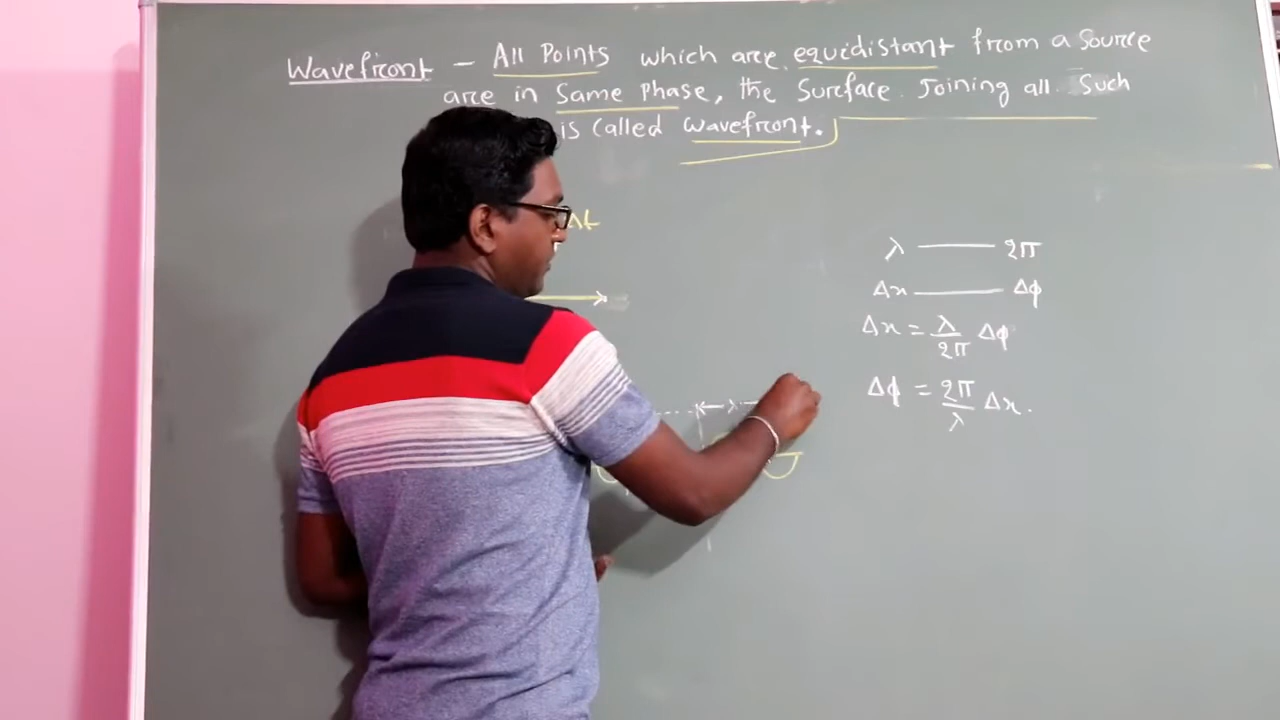 Wavefront - All Points which are equidistant from a Source
are in Same phase, the Surface Joining all Such
is Called Wavefront.
Δt
λ —— 2π
Δx —— Δφ
Δx = λ/2π Δφ
λ
Δφ = 2π/λ Δx.